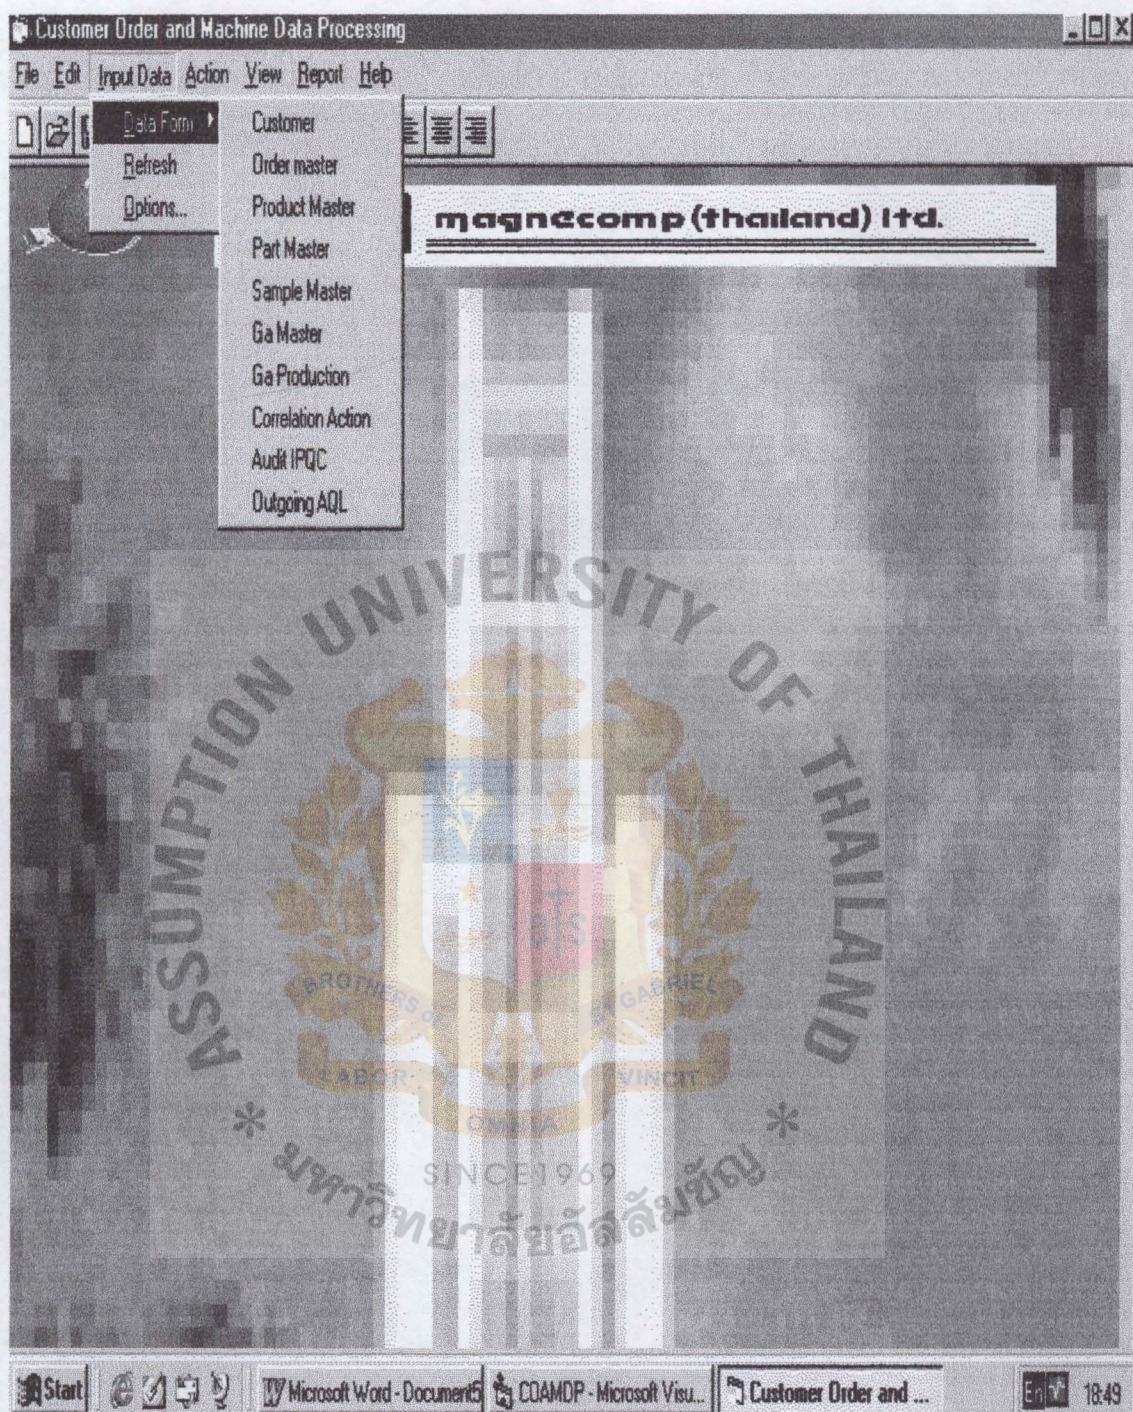 Customer Order and Machine Data Processing
File Edit Input Data Action View Report Help
Data Form
Refresh
Options...
Customer
Order master
Product Master
Part Master
Sample Master
Ga Master
Ga Production
Correlation Action
Audit IPQC
Outgoing AQL
magnecomp (thailand) ltd.
ASSUMPTION UNIVERSITY OF THAILAND
BROTHERS OF ST GABRIEL
LABOR OMNIA VINCIT
SINCE1969
* มหาวิทยาลัยอัสสัมชัญ *
Start
Microsoft Word - Document5
COAMDP - Microsoft Visu...
Customer Order and ...
En
18:49